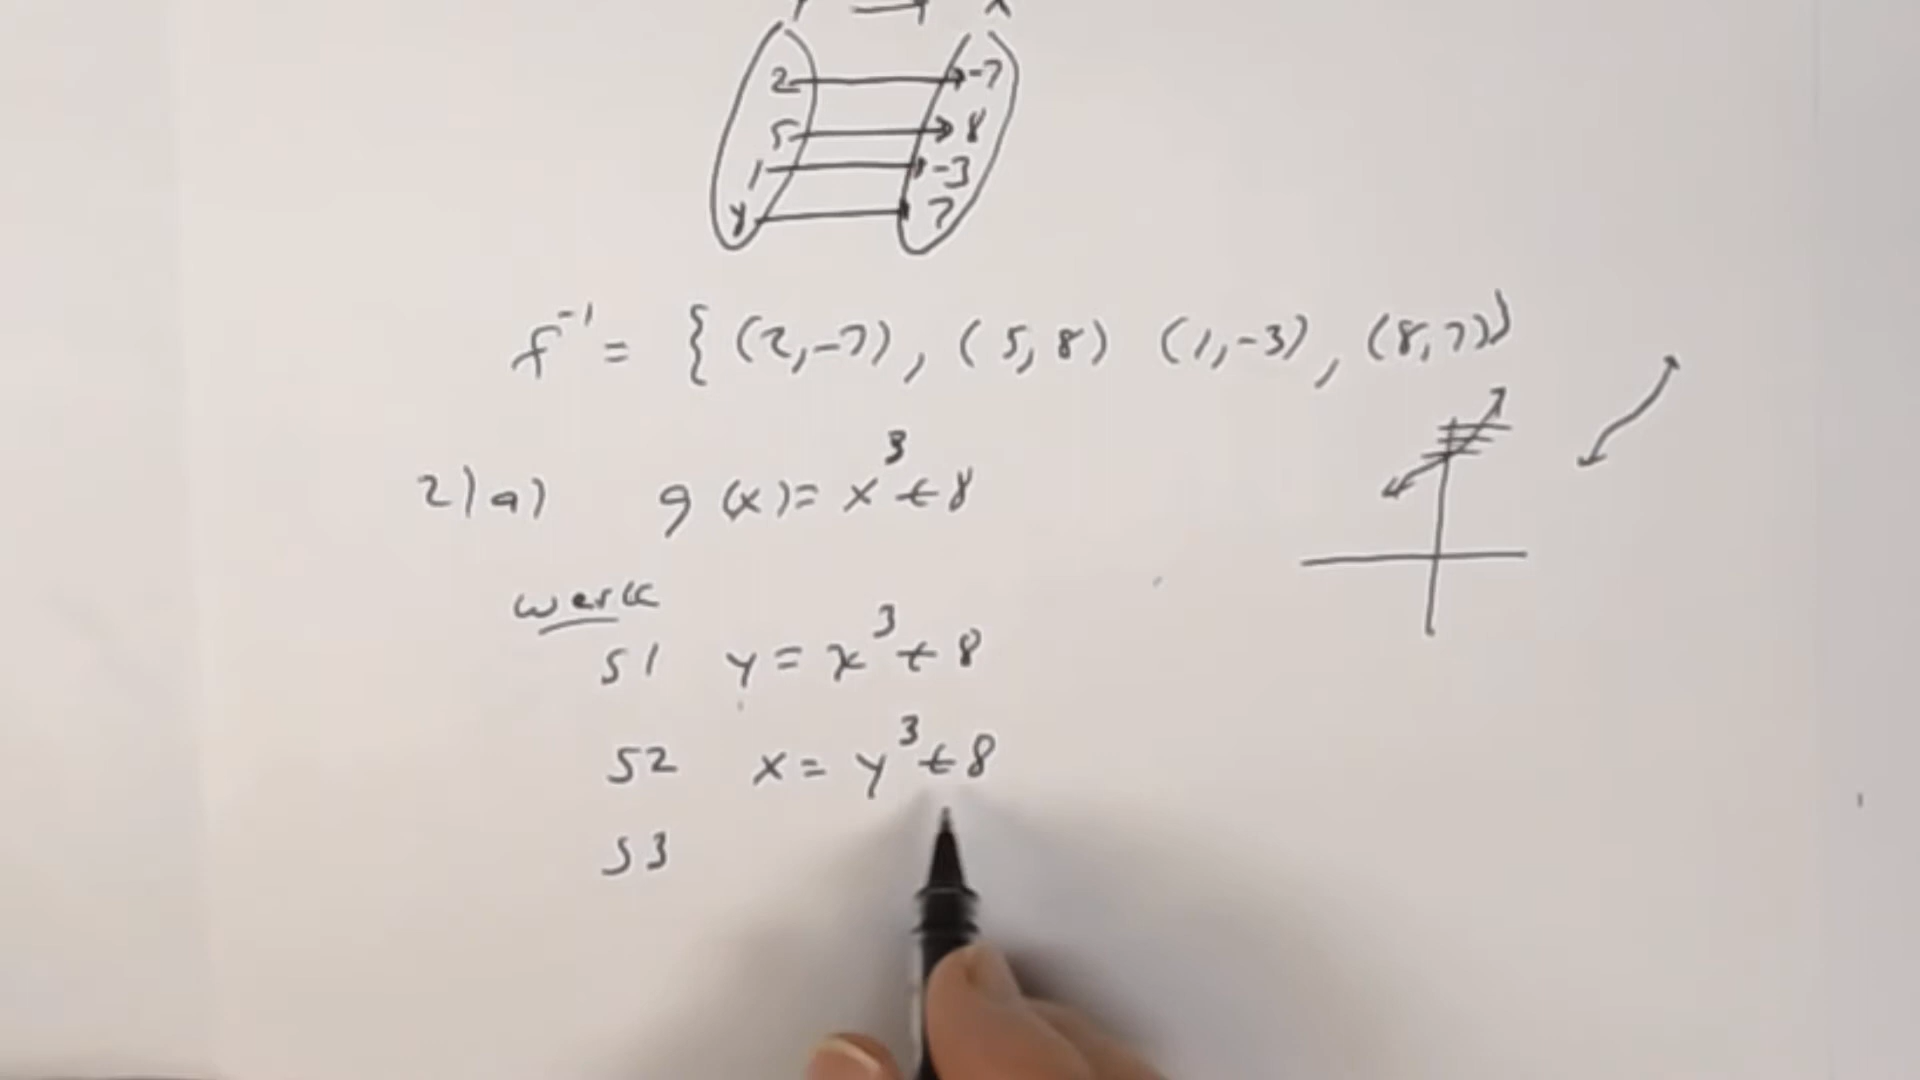 2 -7
5 8
1 -3
y 7
f⁻¹ = { (2,-7), (5,8) (1,-3), (8,7)}
2) a) g(x) = x³+8
work
S1 y = x³+8
S2 x = y³+8
S3